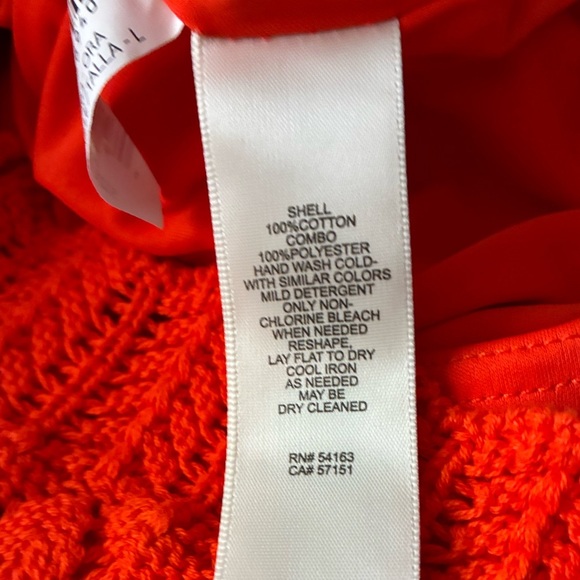 TALLA - L
SHELL
100%COTTON
COMBO
100%POLYESTER
HAND WASH COLD-
WITH SIMILAR COLORS
MILD DETERGENT
ONLY NON-
CHLORINE BLEACH
WHEN NEEDED
RESHAPE,
LAY FLAT TO DRY
COOL IRON
AS NEEDED
MAY BE
DRY CLEANED
RN# 54163
CA# 57151